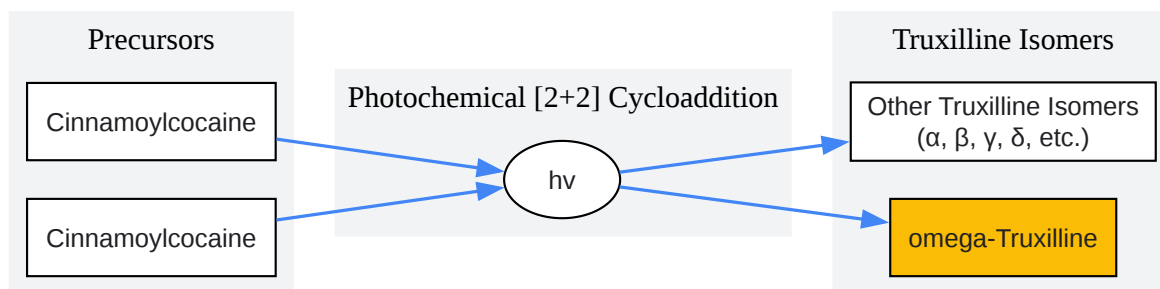 Precursors
Cinnamoylcocaine
Cinnamoylcocaine
Photochemical [2+2] Cycloaddition
hv
Truxilline Isomers
Other Truxilline Isomers
(α, β, γ, δ, etc.)
omega-Truxilline